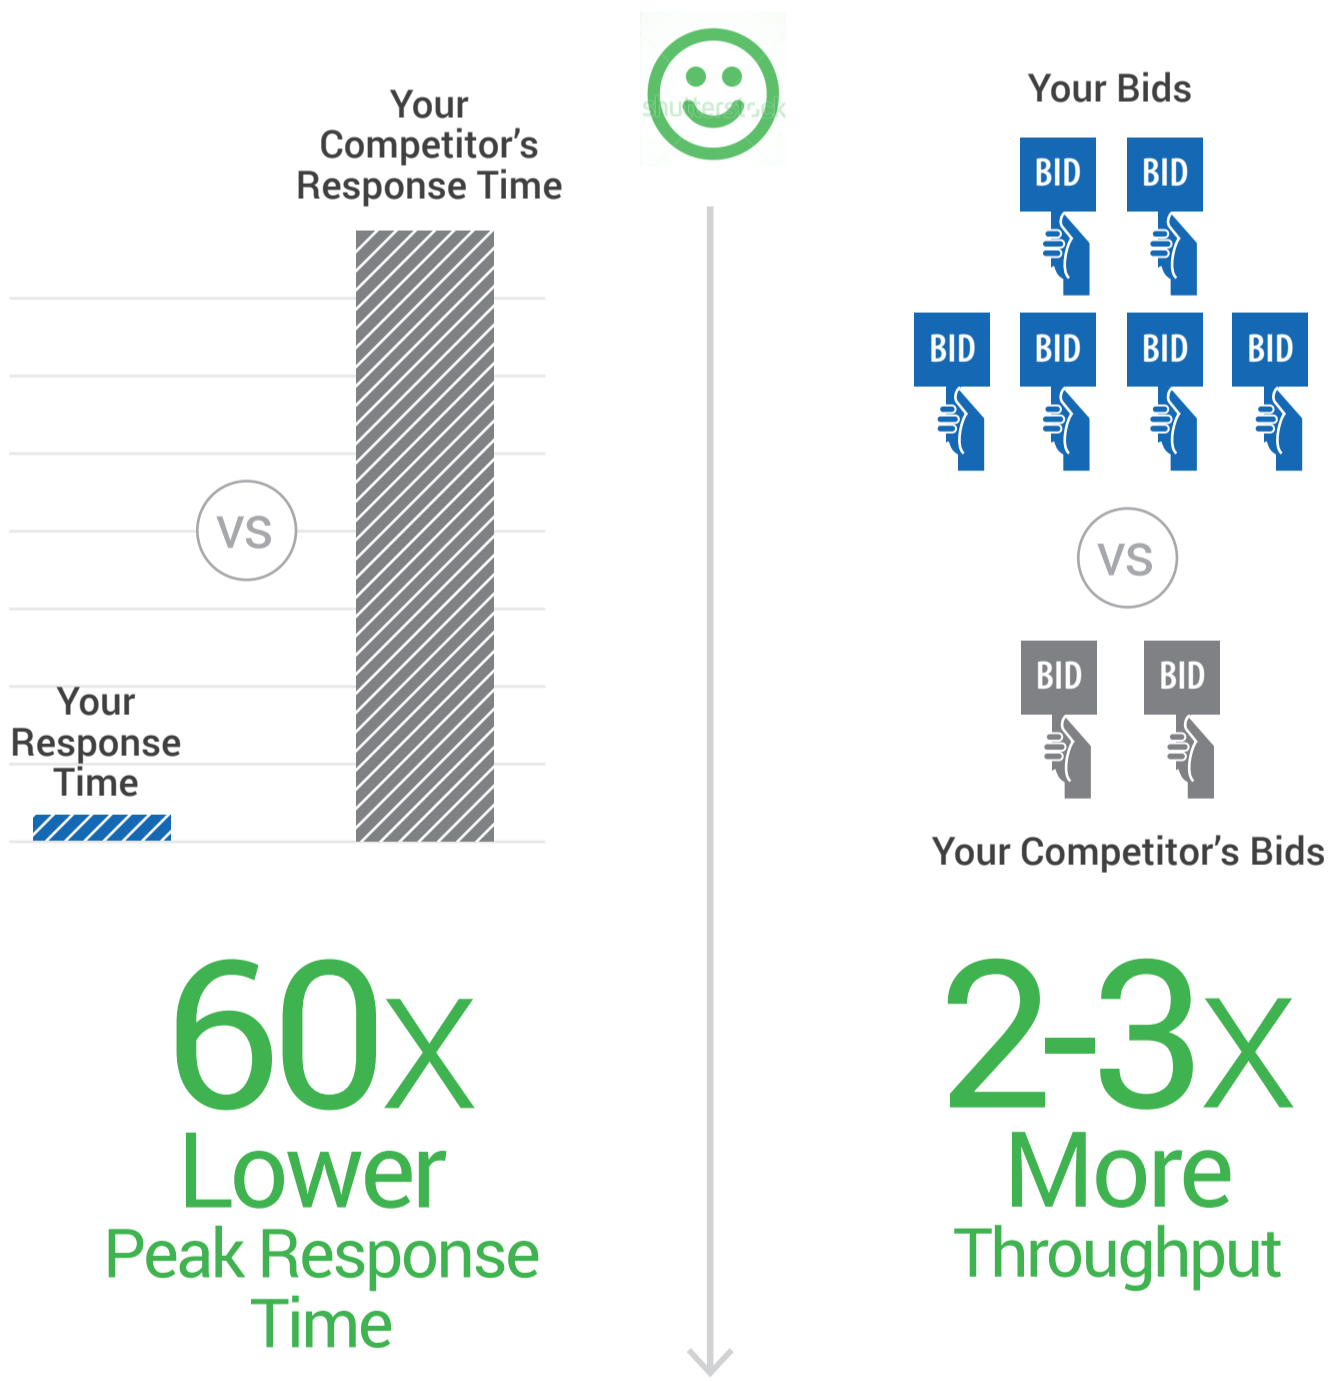 Your
Competitor's
Response Time
VS
Your
Response
Time
60X
Lower
Peak Response
Time
shutterstock
Your Bids
BID BID
BID BID BID BID
VS
BID BID
Your Competitor's Bids
2-3X
More
Throughput